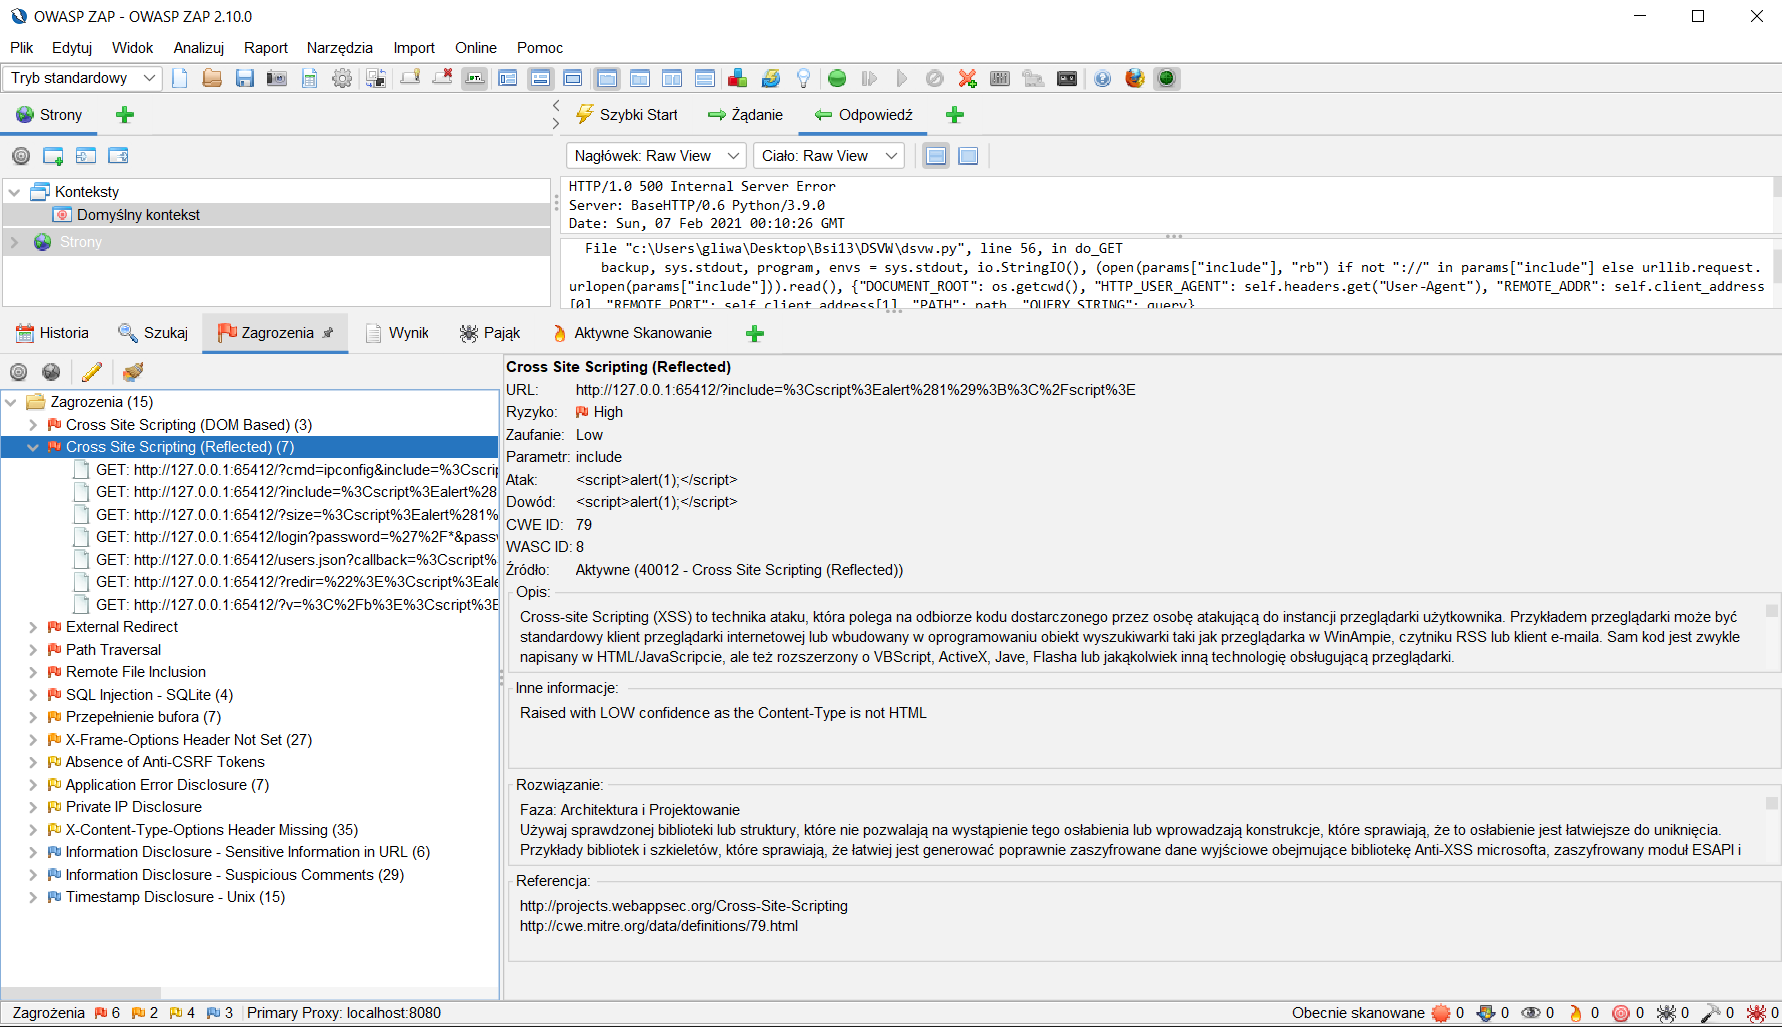 OWASP ZAP - OWASP ZAP 2.10.0
Plik Edytuj Widok Analizuj Raport Narzędzia Import Online Pomoc
Tryb standardowy
Strony
Szybki Start Żądanie Odpowiedź
Nagłówek: Raw View Ciało: Raw View
Konteksty
Domyślny kontekst
Strony
HTTP/1.0 500 Internal Server Error
Server: BaseHTTP/0.6 Python/3.9.0
Date: Sun, 07 Feb 2021 00:10:26 GMT
File "c:\Users\gliwa\Desktop\Bsi13\DSVW\dsvw.py", line 56, in do_GET
backup, sys.stdout, program, envs = sys.stdout, io.StringIO(), (open(params["include"], "rb") if not "://" in params["include"] else urllib.request.
urlopen(params["include"])).read(), {"DOCUMENT_ROOT": os.getcwd(), "HTTP_USER_AGENT": self.headers.get("User-Agent"), "REMOTE_ADDR": self.client_address
[0], "REMOTE_PORT": self.client_address[1], "PATH": path, "QUERY_STRING": query}
Historia Szukaj Zagrozenia Wynik Pająk Aktywne Skanowanie
Zagrozenia (15)
Cross Site Scripting (DOM Based) (3)
Cross Site Scripting (Reflected) (7)
GET: http://127.0.0.1:65412/?cmd=ipconfig&include=%3Cscrip
GET: http://127.0.0.1:65412/?include=%3Cscript%3Ealert%28
GET: http://127.0.0.1:65412/?size=%3Cscript%3Ealert%281%
GET: http://127.0.0.1:65412/login?password=%27%2F*&passw
GET: http://127.0.0.1:65412/users.json?callback=%3Cscript%
GET: http://127.0.0.1:65412/?redir=%22%3E%3Cscript%3Eale
GET: http://127.0.0.1:65412/?v=%3C%2Fb%3E%3Cscript%3E
External Redirect
Path Traversal
Remote File Inclusion
SQL Injection - SQLite (4)
Przepełnienie bufora (7)
X-Frame-Options Header Not Set (27)
Absence of Anti-CSRF Tokens
Application Error Disclosure (7)
Private IP Disclosure
X-Content-Type-Options Header Missing (35)
Information Disclosure - Sensitive Information in URL (6)
Information Disclosure - Suspicious Comments (29)
Timestamp Disclosure - Unix (15)
Cross Site Scripting (Reflected)
URL: http://127.0.0.1:65412/?include=%3Cscript%3Ealert%281%29%3B%3C%2Fscript%3E
Ryzyko: High
Zaufanie: Low
Parametr: include
Atak: <script>alert(1);</script>
Dowód: <script>alert(1);</script>
CWE ID: 79
WASC ID: 8
Źródło: Aktywne (40012 - Cross Site Scripting (Reflected))
Opis:
Cross-site Scripting (XSS) to technika ataku, która polega na odbiorze kodu dostarczonego przez osobę atakującą do instancji przeglądarki użytkownika. Przykładem przeglądarki może być
standardowy klient przeglądarki internetowej lub wbudowany w oprogramowaniu obiekt wyszukiwarki taki jak przeglądarka w WinAmpie, czytniku RSS lub klient e-maila. Sam kod jest zwykle
napisany w HTML/JavaScripcie, ale też rozszerzony o VBScript, ActiveX, Jave, Flasha lub jakąkolwiek inną technologię obsługującą przeglądarki.
Inne informacje:
Raised with LOW confidence as the Content-Type is not HTML
Rozwiązanie:
Faza: Architektura i Projektowanie
Używaj sprawdzonej biblioteki lub struktury, które nie pozwalają na wystąpienie tego osłabienia lub wprowadzają konstrukcje, które sprawiają, że to osłabienie jest łatwiejsze do uniknięcia.
Przykłady bibliotek i szkieletów, które sprawiają, że łatwiej jest generować poprawnie zaszyfrowane dane wyjściowe obejmujące bibliotekę Anti-XSS microsofta, zaszyfrowany moduł ESAPI i
Referencja:
http://projects.webappsec.org/Cross-Site-Scripting
http://cwe.mitre.org/data/definitions/79.html
Zagrożenia 6 2 4 3 Primary Proxy: localhost:8080 Obecnie skanowane 0 0 0 0 0 0 0 0